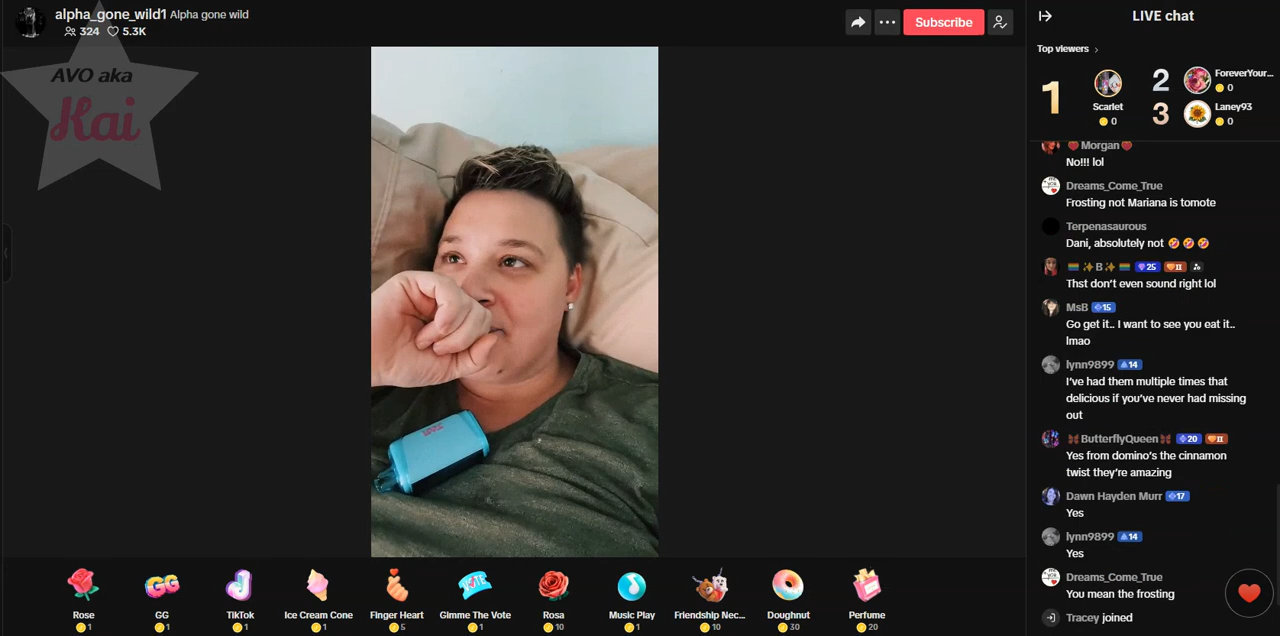 alpha_gone_wild1 Alpha gone wild
324 5.3K
Subscribe
AVO aka
Kai
LIVE chat
Top viewers
1
Scarlet
0
2
ForeverYour...
0
3
Laney93
0
Morgan
No!!! lol
Dreams_Come_True
Frosting not Mariana is tomote
Terpenasaurous
Dani, absolutely not 🤣 🤣 🤣
✨B✨ 25 II
Thst don't even sound right lol
MsB 15
Go get it.. I want to see you eat it..
lmao
lynn9899 14
I've had them multiple times that
delicious if you've never had missing
out
ButterflyQueen 20 II
Yes from domino's the cinnamon
twist they're amazing
Dawn Hayden Murr 17
Yes
lynn9899 14
Yes
Dreams_Come_True
You mean the frosting
Tracey joined
GG
VOTE
Rose
1
GG
1
TikTok
1
Ice Cream Cone
1
Finger Heart
5
Gimme The Vote
1
Rosa
10
Music Play
1
Friendship Nec...
10
Doughnut
30
Perfume
20